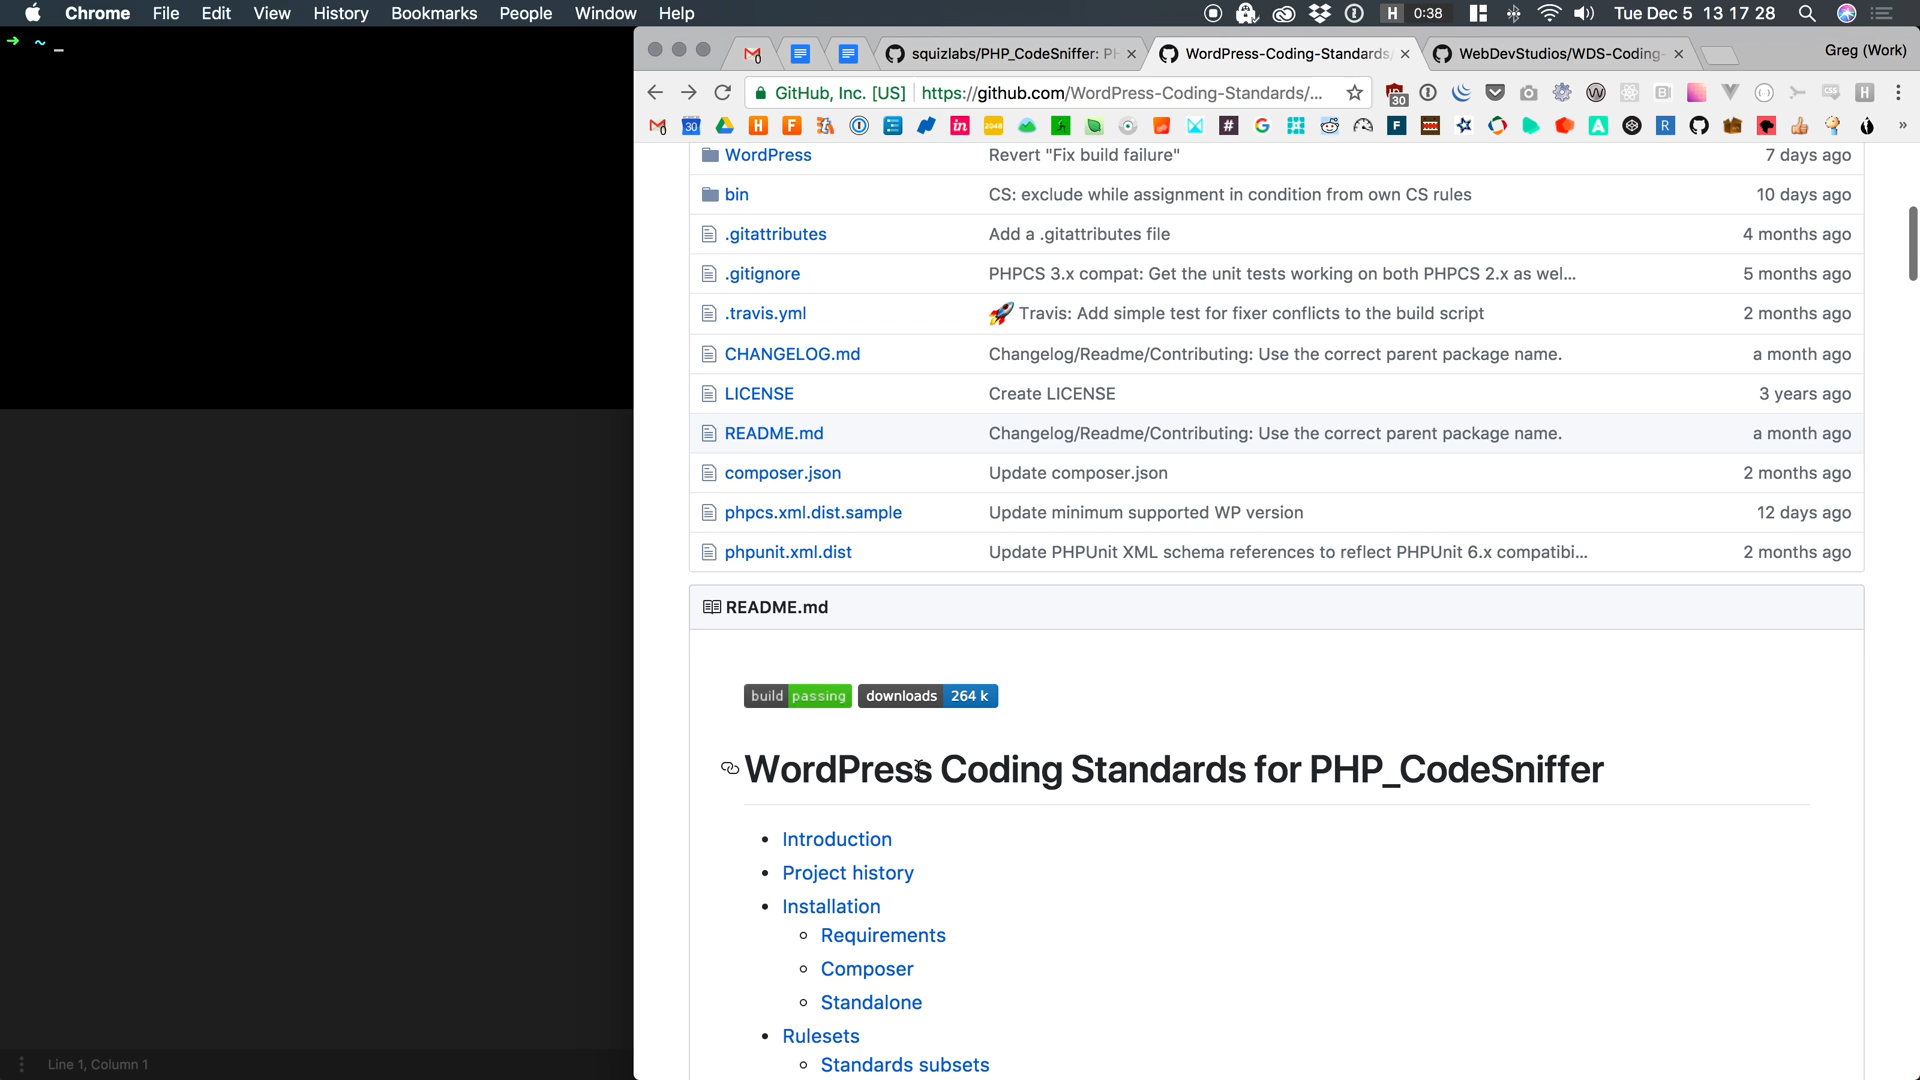 Chrome File Edit View History Bookmarks People Window Help H 0:38 Tue Dec 5 13 17 28
→ ~ _
squizlabs/PHP_CodeSniffer: PH WordPress-Coding-Standards/ WebDevStudios/WDS-Coding- Greg (Work)
GitHub, Inc. [US] https://github.com/WordPress-Coding-Standards/... 30
WordPress Revert "Fix build failure" 7 days ago
bin CS: exclude while assignment in condition from own CS rules 10 days ago
.gitattributes Add a .gitattributes file 4 months ago
.gitignore PHPCS 3.x compat: Get the unit tests working on both PHPCS 2.x as wel... 5 months ago
.travis.yml 🚀 Travis: Add simple test for fixer conflicts to the build script 2 months ago
CHANGELOG.md Changelog/Readme/Contributing: Use the correct parent package name. a month ago
LICENSE Create LICENSE 3 years ago
README.md Changelog/Readme/Contributing: Use the correct parent package name. a month ago
composer.json Update composer.json 2 months ago
phpcs.xml.dist.sample Update minimum supported WP version 12 days ago
phpunit.xml.dist Update PHPUnit XML schema references to reflect PHPUnit 6.x compatibi... 2 months ago
README.md
build passing downloads 264 k
WordPress Coding Standards for PHP_CodeSniffer
• Introduction
• Project history
• Installation
◦ Requirements
◦ Composer
◦ Standalone
• Rulesets
◦ Standards subsets
Line 1, Column 1